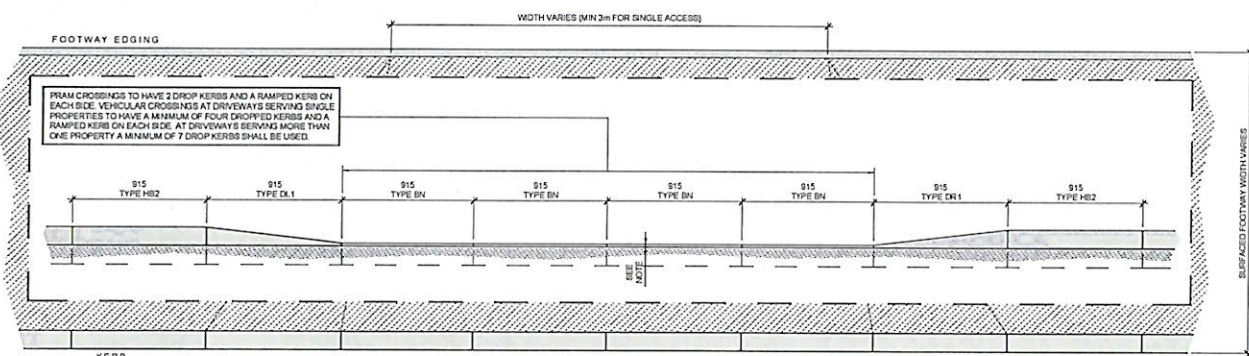 WIDTH VARIES (MIN 3m FOR SINGLE ACCESS)
FOOTWAY EDGING
PRAM CROSSINGS TO HAVE 2 DROP KERBS AND A RAMPED KERB ON
EACH SIDE. VEHICULAR CROSSINGS AT DRIVEWAYS SERVING SINGLE
PROPERTIES TO HAVE A MINIMUM OF FOUR DROPPED KERBS AND A
RAMPED KERB ON EACH SIDE. AT DRIVEWAYS SERVING MORE THAN
ONE PROPERTY A MINIMUM OF 7 DROP KERBS SHALL BE USED.
915
TYPE HB2
915
TYPE DL1
915
TYPE BN
915
TYPE BN
915
TYPE BN
915
TYPE BN
915
TYPE DR1
915
TYPE HB2
SEE
NOTE
SURFACED FOOTWAY WIDTH VARIES
KERB